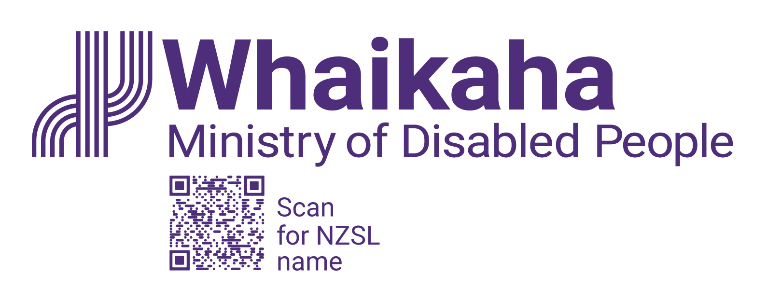 Whaikaha
Ministry of Disabled People
Scan
for NZSL
name